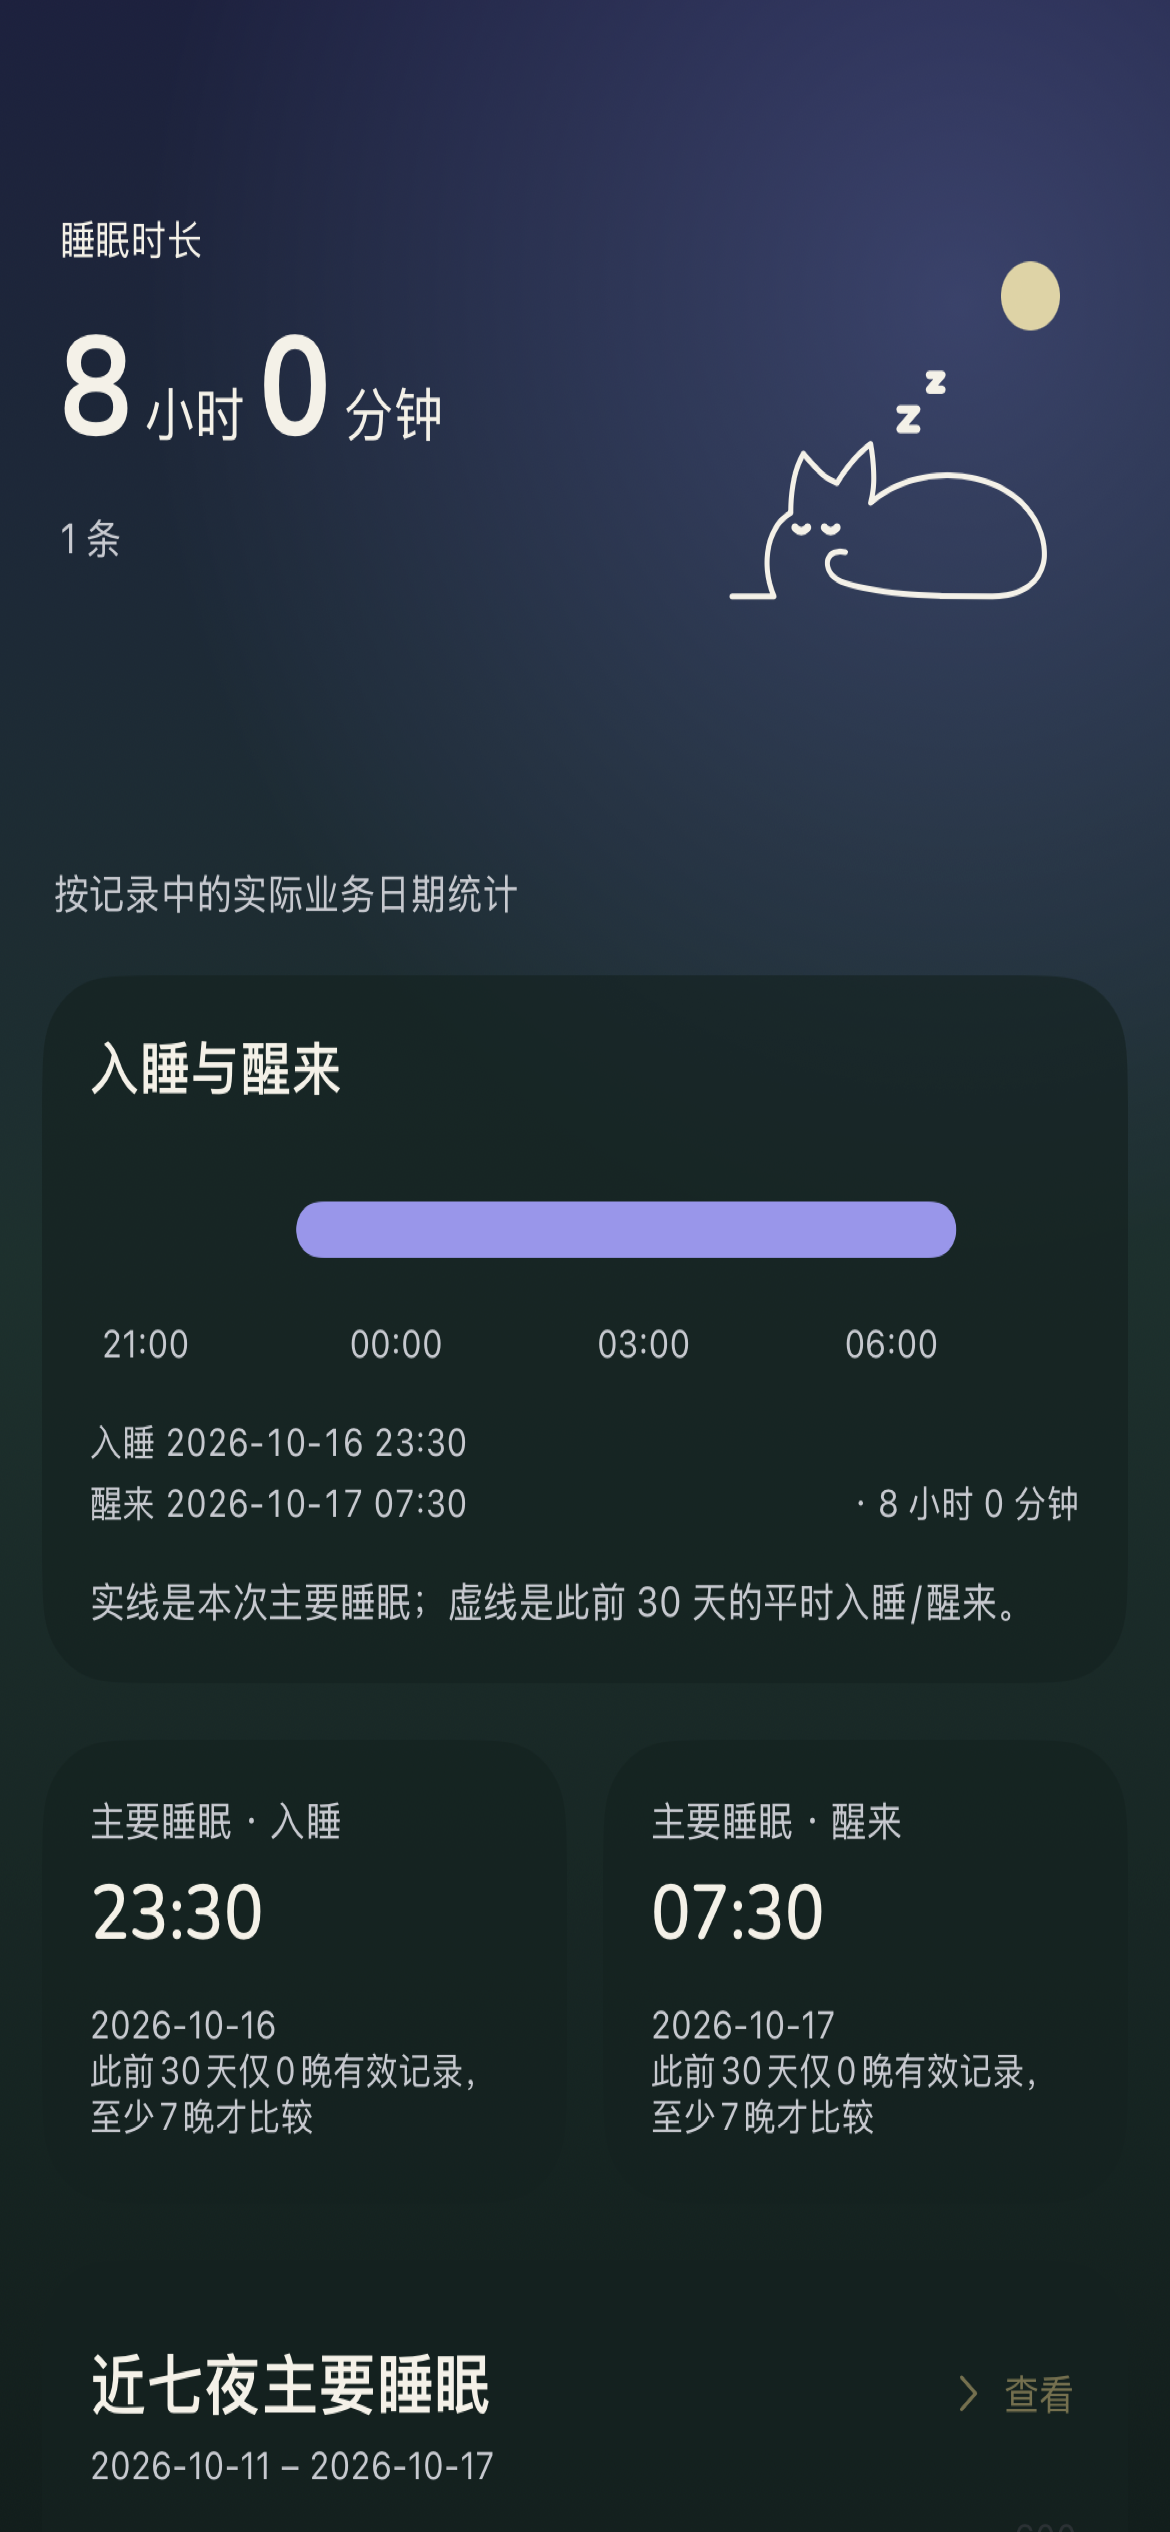 睡眠时长
8 小时 0 分钟
1 条
z
z
按记录中的实际业务日期统计
入睡与醒来
21:00 00:00 03:00 06:00
入睡 2026-10-16 23:30
醒来 2026-10-17 07:30 · 8 小时 0 分钟
实线是本次主要睡眠；虚线是此前 30 天的平时入睡/醒来。
主要睡眠 · 入睡
23:30
2026-10-16
此前30天仅0晚有效记录，
至少7晚才比较
主要睡眠 · 醒来
07:30
2026-10-17
此前30天仅0晚有效记录，
至少7晚才比较
近七夜主要睡眠
查看
2026-10-11 – 2026-10-17